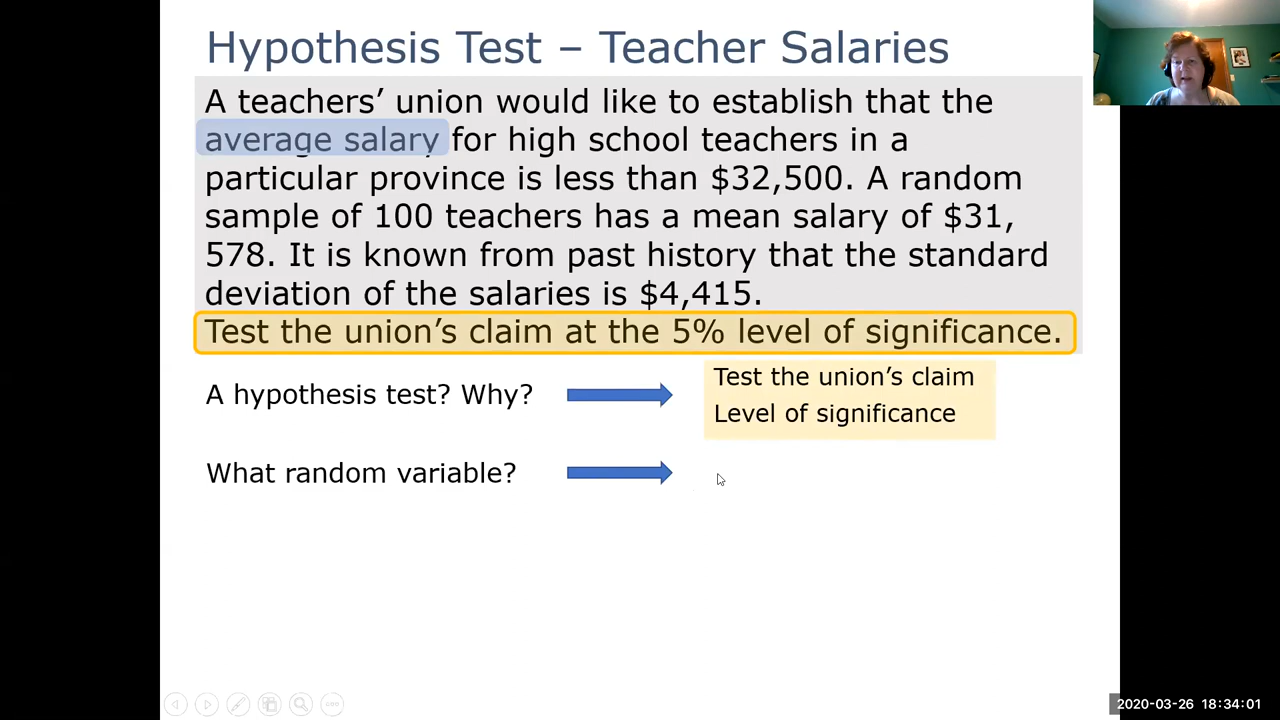 Hypothesis Test – Teacher Salaries
A teachers’ union would like to establish that the
average salary for high school teachers in a
particular province is less than $32,500. A random
sample of 100 teachers has a mean salary of $31,
578. It is known from past history that the standard
deviation of the salaries is $4,415.
Test the union’s claim at the 5% level of significance.
A hypothesis test? Why?
Test the union’s claim
Level of significance
What random variable?
2020-03-26 18:34:01